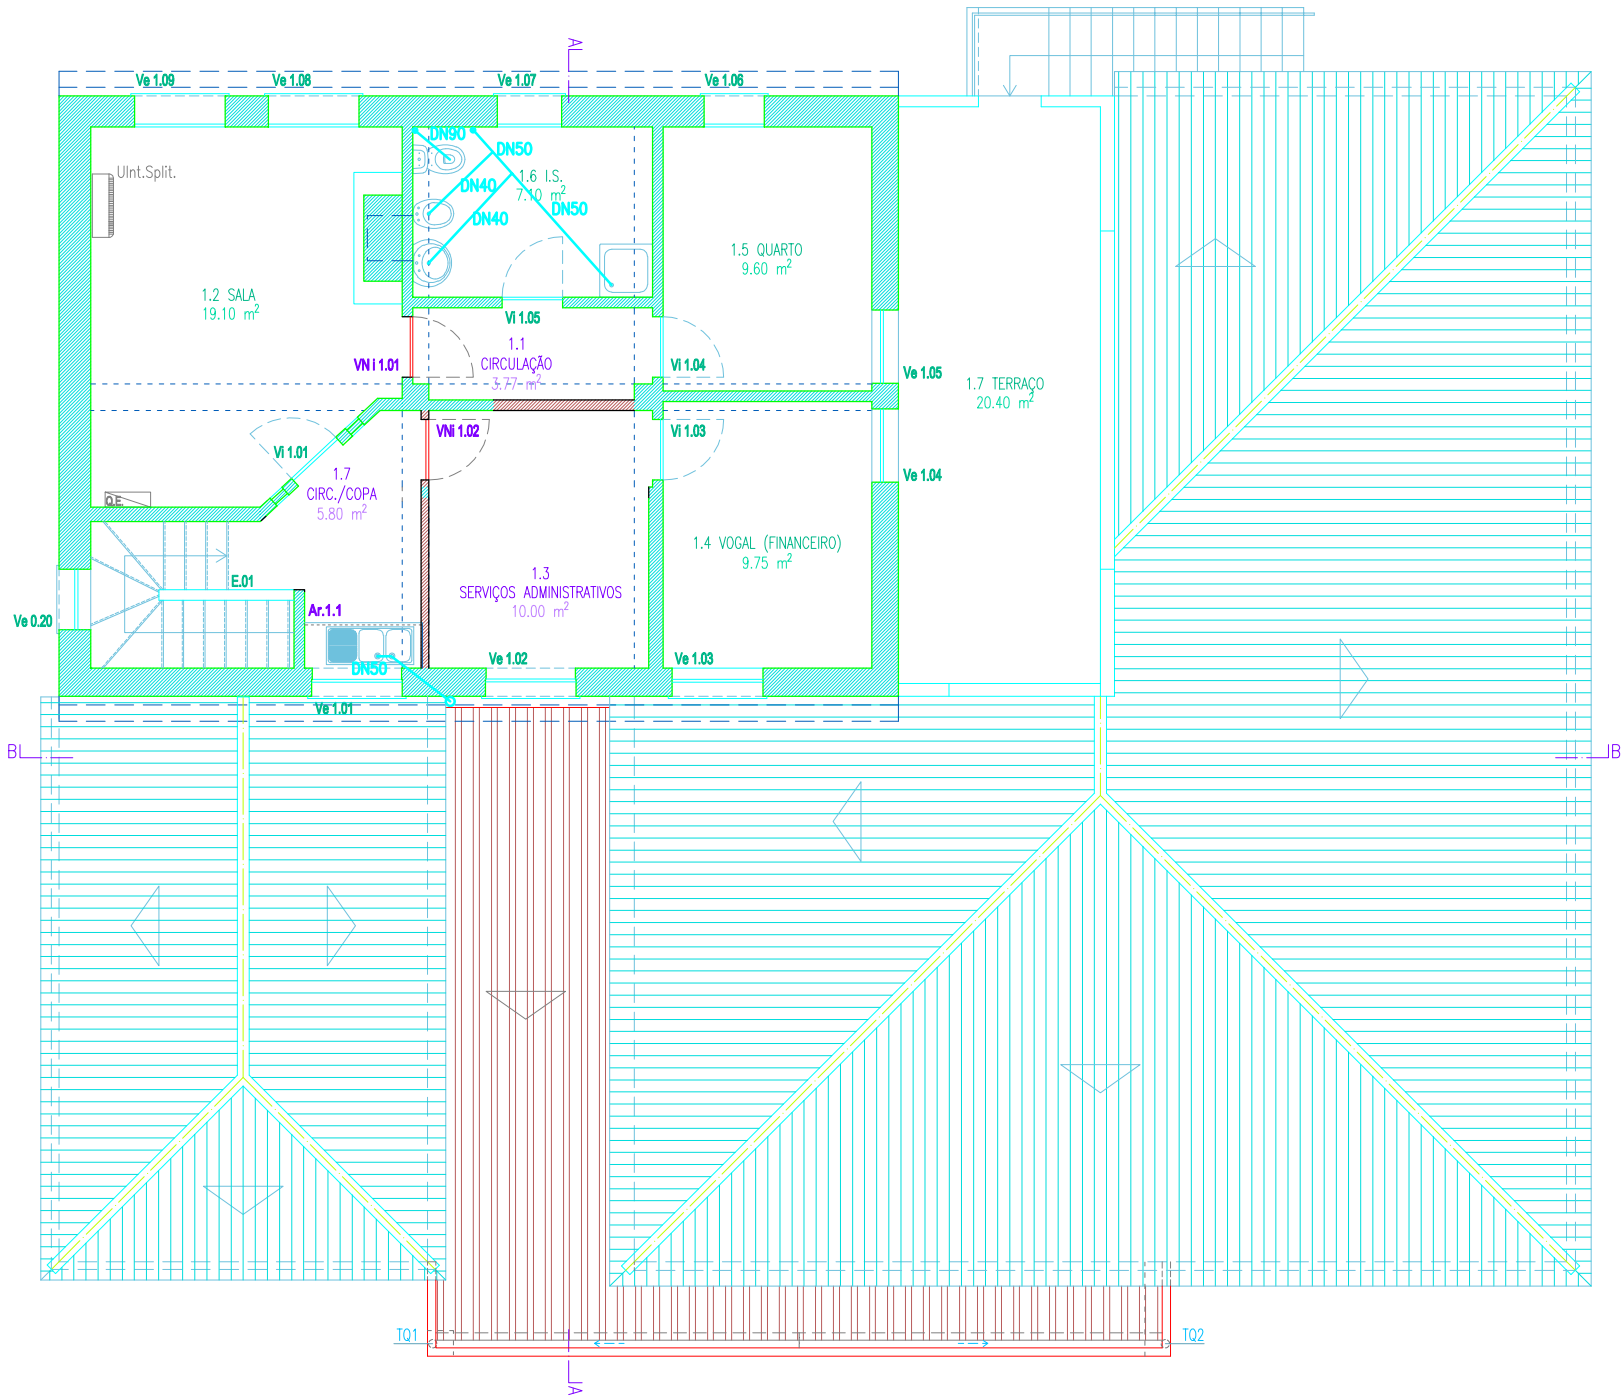 A
Ve 1.09
Ve 1.08
Ve 1.07
Ve 1.06
DN90
DN50
UInt.Split.
1.6 I.S.
7.10 m²
DN40
DN50
DN40
1.5 QUARTO
9.60 m²
1.2 SALA
19.10 m²
Vi 1.05
1.1
CIRCULAÇÃO
3.77 m²
VN i 1.01
Vi 1.04
Ve 1.05
1.7 TERRAÇO
20.40 m²
VNi 1.02
Vi 1.03
Vi 1.01
1.7
CIRC./COPA
5.80 m²
Ve 1.04
Q.E.
1.4 VOGAL (FINANCEIRO)
9.75 m²
1.3
SERVIÇOS ADMINISTRATIVOS
10.00 m²
E.01
Ar.1.1
Ve 0.20
DN50
Ve 1.02
Ve 1.03
Ve 1.01
B
B
TQ1
TQ2
A